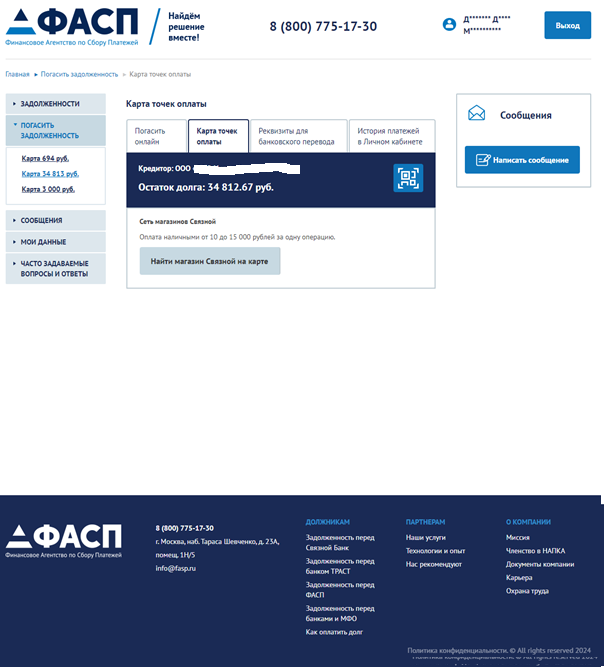 ФАСП
Финансовое Агентство по Сбору Платежей
Найдём
решение
вместе!
8 (800) 775-17-30
Д******* Д****
М**********
Выход
Главная ▸ Погасить задолженность » Карта точек оплаты
ЗАДОЛЖЕННОСТИ
ПОГАСИТЬ
ЗАДОЛЖЕННОСТЬ
Карта 694 руб.
Карта 34 813 руб.
Карта 3 000 руб.
СООБЩЕНИЯ
МОИ ДАННЫЕ
ЧАСТО ЗАДАВАЕМЫЕ
ВОПРОСЫ И ОТВЕТЫ
Карта точек оплаты
Погасить
онлайн
Карта точек
оплаты
Реквизиты для
банковского перевода
История платежей
в Личном кабинете
Кредитор: ООО
Остаток долга: 34 812.67 руб.
Сеть магазинов Связной
Оплата наличными от 10 до 15 000 рублей за одну операцию.
Найти магазин Связной на карте
Сообщения
Написать сообщение
ФАСП
Финансовое Агентство по Сбору Платежей
8 (800) 775-17-30
г. Москва, наб. Тараса Шевченко, д. 23А,
помещ. 1Н/5
info@fasp.ru
ДОЛЖНИКАМ
Задолженность перед
Связной Банк
Задолженность перед
банком ТРАСТ
Задолженность перед
ФАСП
Задолженность перед
банками и МФО
Как оплатить долг
ПАРТНЕРАМ
Наши услуги
Технологии и опыт
Нас рекомендуют
О КОМПАНИИ
Миссия
Членство в НАПКА
Документы компании
Карьера
Охрана труда
Политика конфиденциальности. © All rights reserved 2024